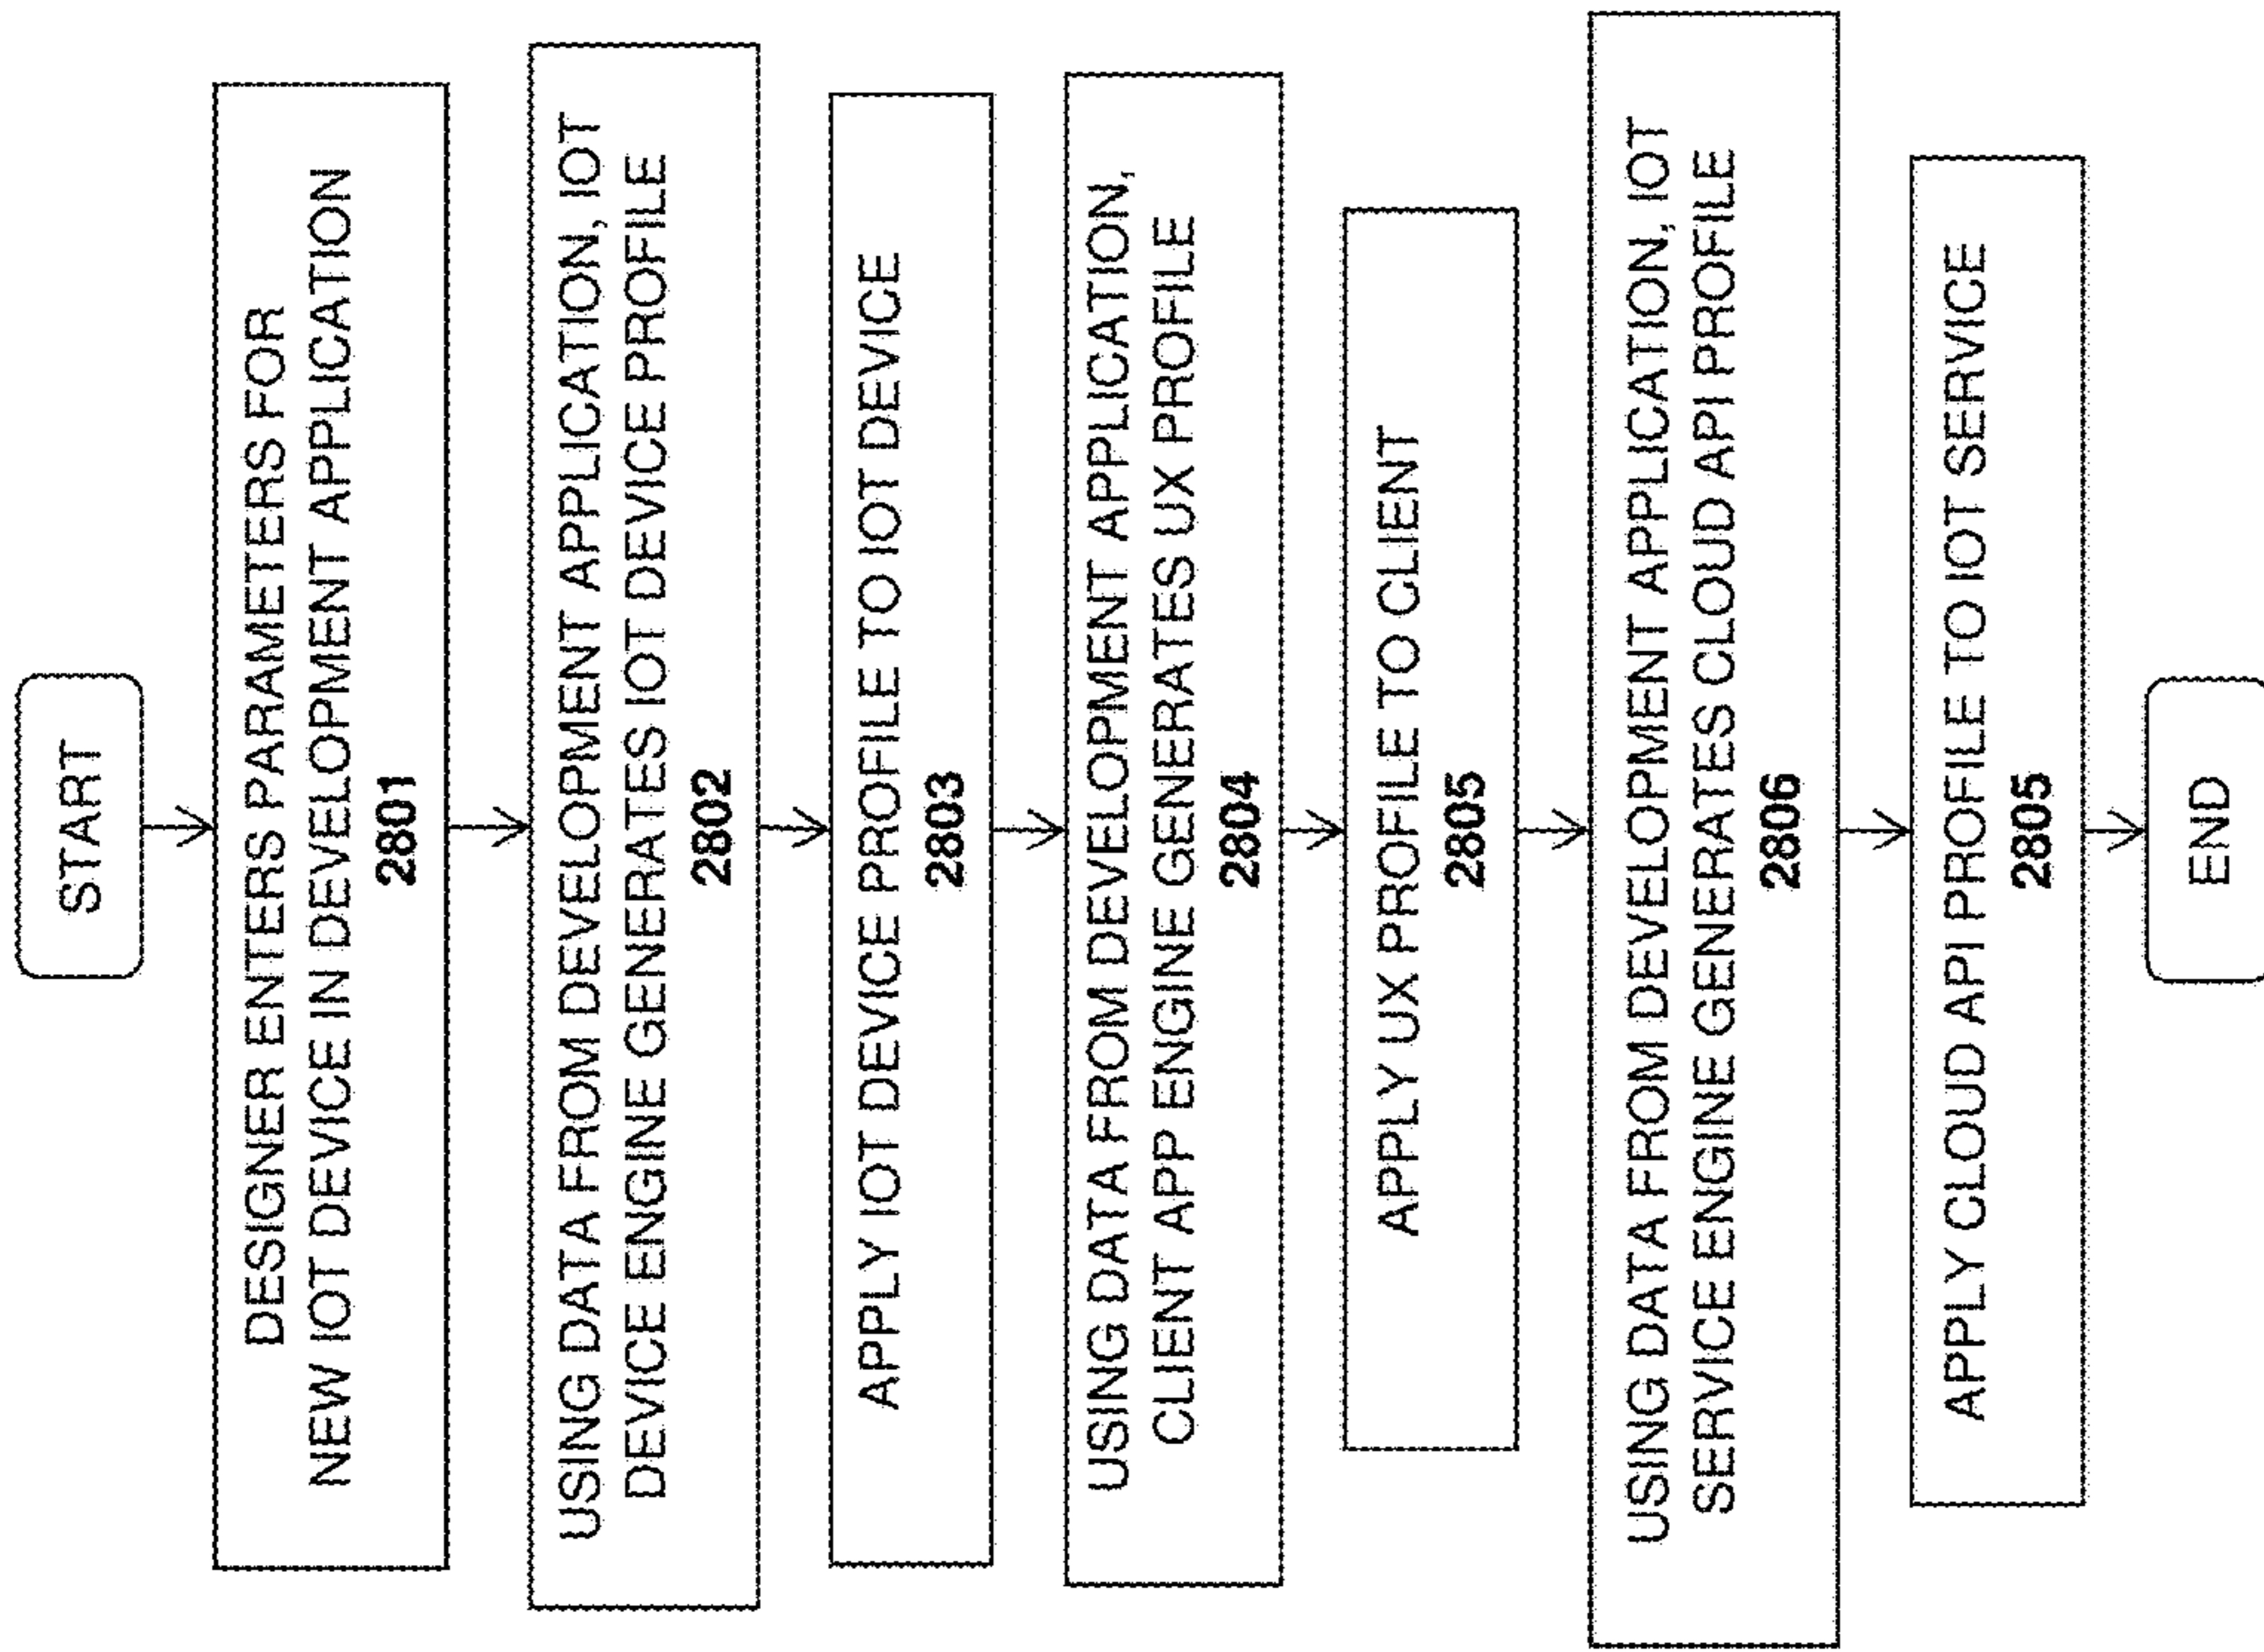 START
DESIGNER ENTERS PARAMETERS FOR
NEW IOT DEVICE IN DEVELOPMENT APPLICATION
2801
USING DATA FROM DEVELOPMENT APPLICATION, IOT
DEVICE ENGINE GENERATES IOT DEVICE PROFILE
2802
APPLY IOT DEVICE PROFILE TO IOT DEVICE
2803
USING DATA FROM DEVELOPMENT APPLICATION,
CLIENT APP ENGINE GENERATES UX PROFILE
2804
APPLY UX PROFILE TO CLIENT
2805
USING DATA FROM DEVELOPMENT APPLICATION, IOT
SERVICE ENGINE GENERATES CLOUD API PROFILE
2806
APPLY CLOUD API PROFILE TO IOT SERVICE
2805
END